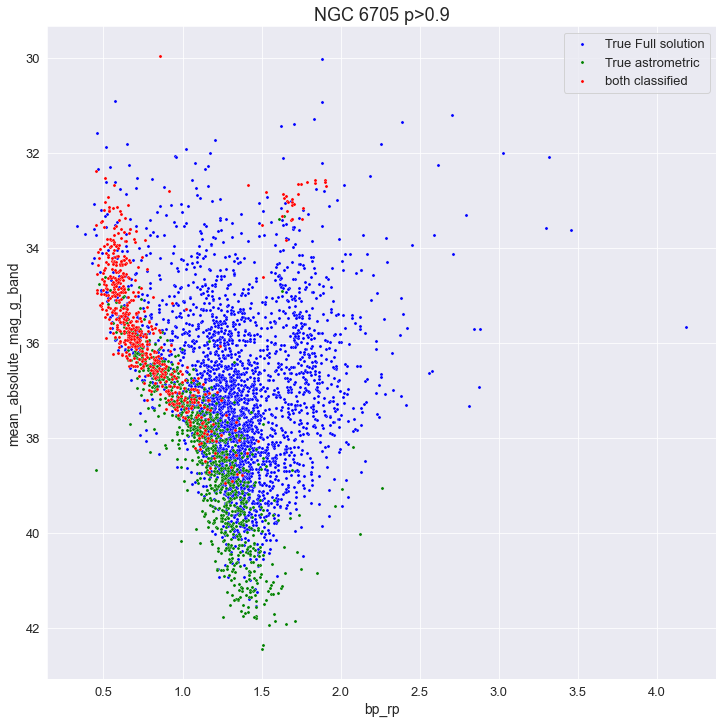 NGC 6705 p>0.9
True Full solution
True astrometric
both classified
mean_absolute_mag_g_band
30
32
34
36
38
40
42
0.5 1.0 1.5 2.0 2.5 3.0 3.5 4.0
bp_rp